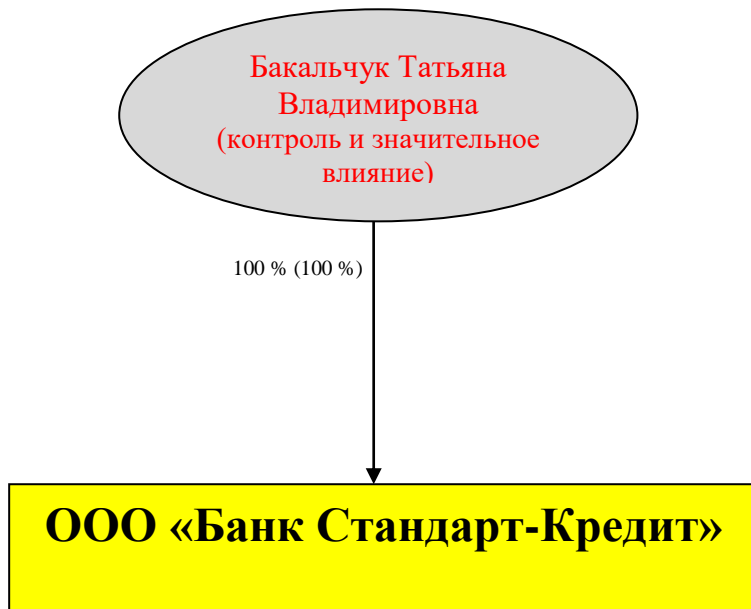 Бакальчук Татьяна
Владимировна
(контроль и значительное
влияние)
100 % (100 %)
ООО «Банк Стандарт-Кредит»